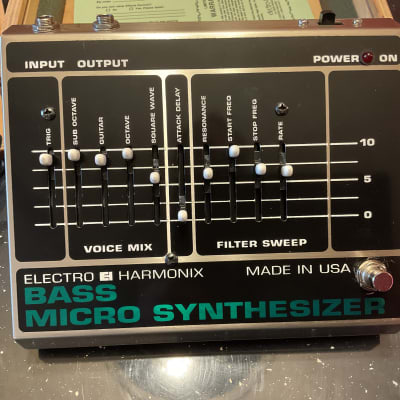 INPUT OUTPUT POWER ON
TRIG
SUB OCTAVE
GUITAR
OCTAVE
SQUARE WAVE
ATTACK DELAY
RESONANCE
START FREQ
STOP FREQ
RATE
10
5
0
VOICE MIX
FILTER SWEEP
ELECTRO HARMONIX
MADE IN USA
BASS
MICRO SYNTHESIZER